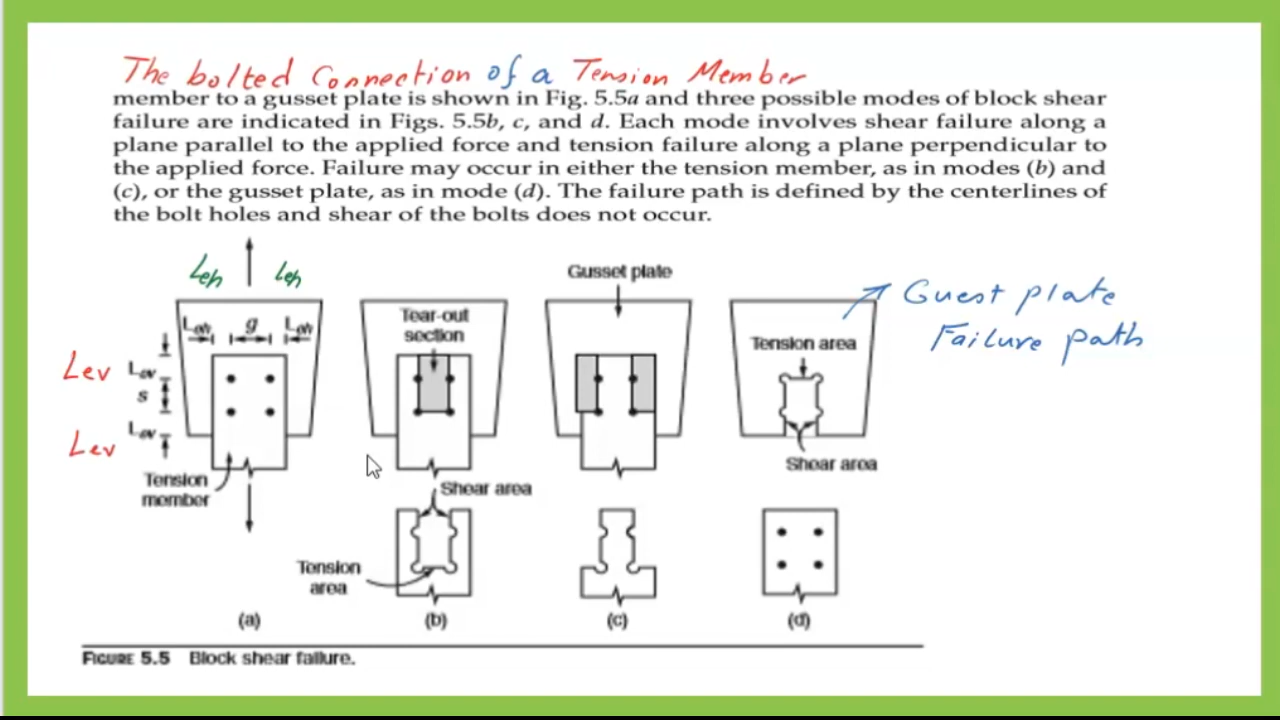 The bolted Connection of a Tension Member
member to a gusset plate is shown in Fig. 5.5a and three possible modes of block shear
failure are indicated in Figs. 5.5b, c, and d. Each mode involves shear failure along a
plane parallel to the applied force and tension failure along a plane perpendicular to
the applied force. Failure may occur in either the tension member, as in modes (b) and
(c), or the gusset plate, as in mode (d). The failure path is defined by the centerlines of
the bolt holes and shear of the bolts does not occur.
Leh Leh
Gusset plate
Guest plate
Failure path
Leh g Leh
Tear-out
section
Tension area
Lev Lev
s
Lev Lev
Tension
member
Shear area
Shear area
Tension
area
(a) (b) (c) (d)
FIGURE 5.5 Block shear failure.